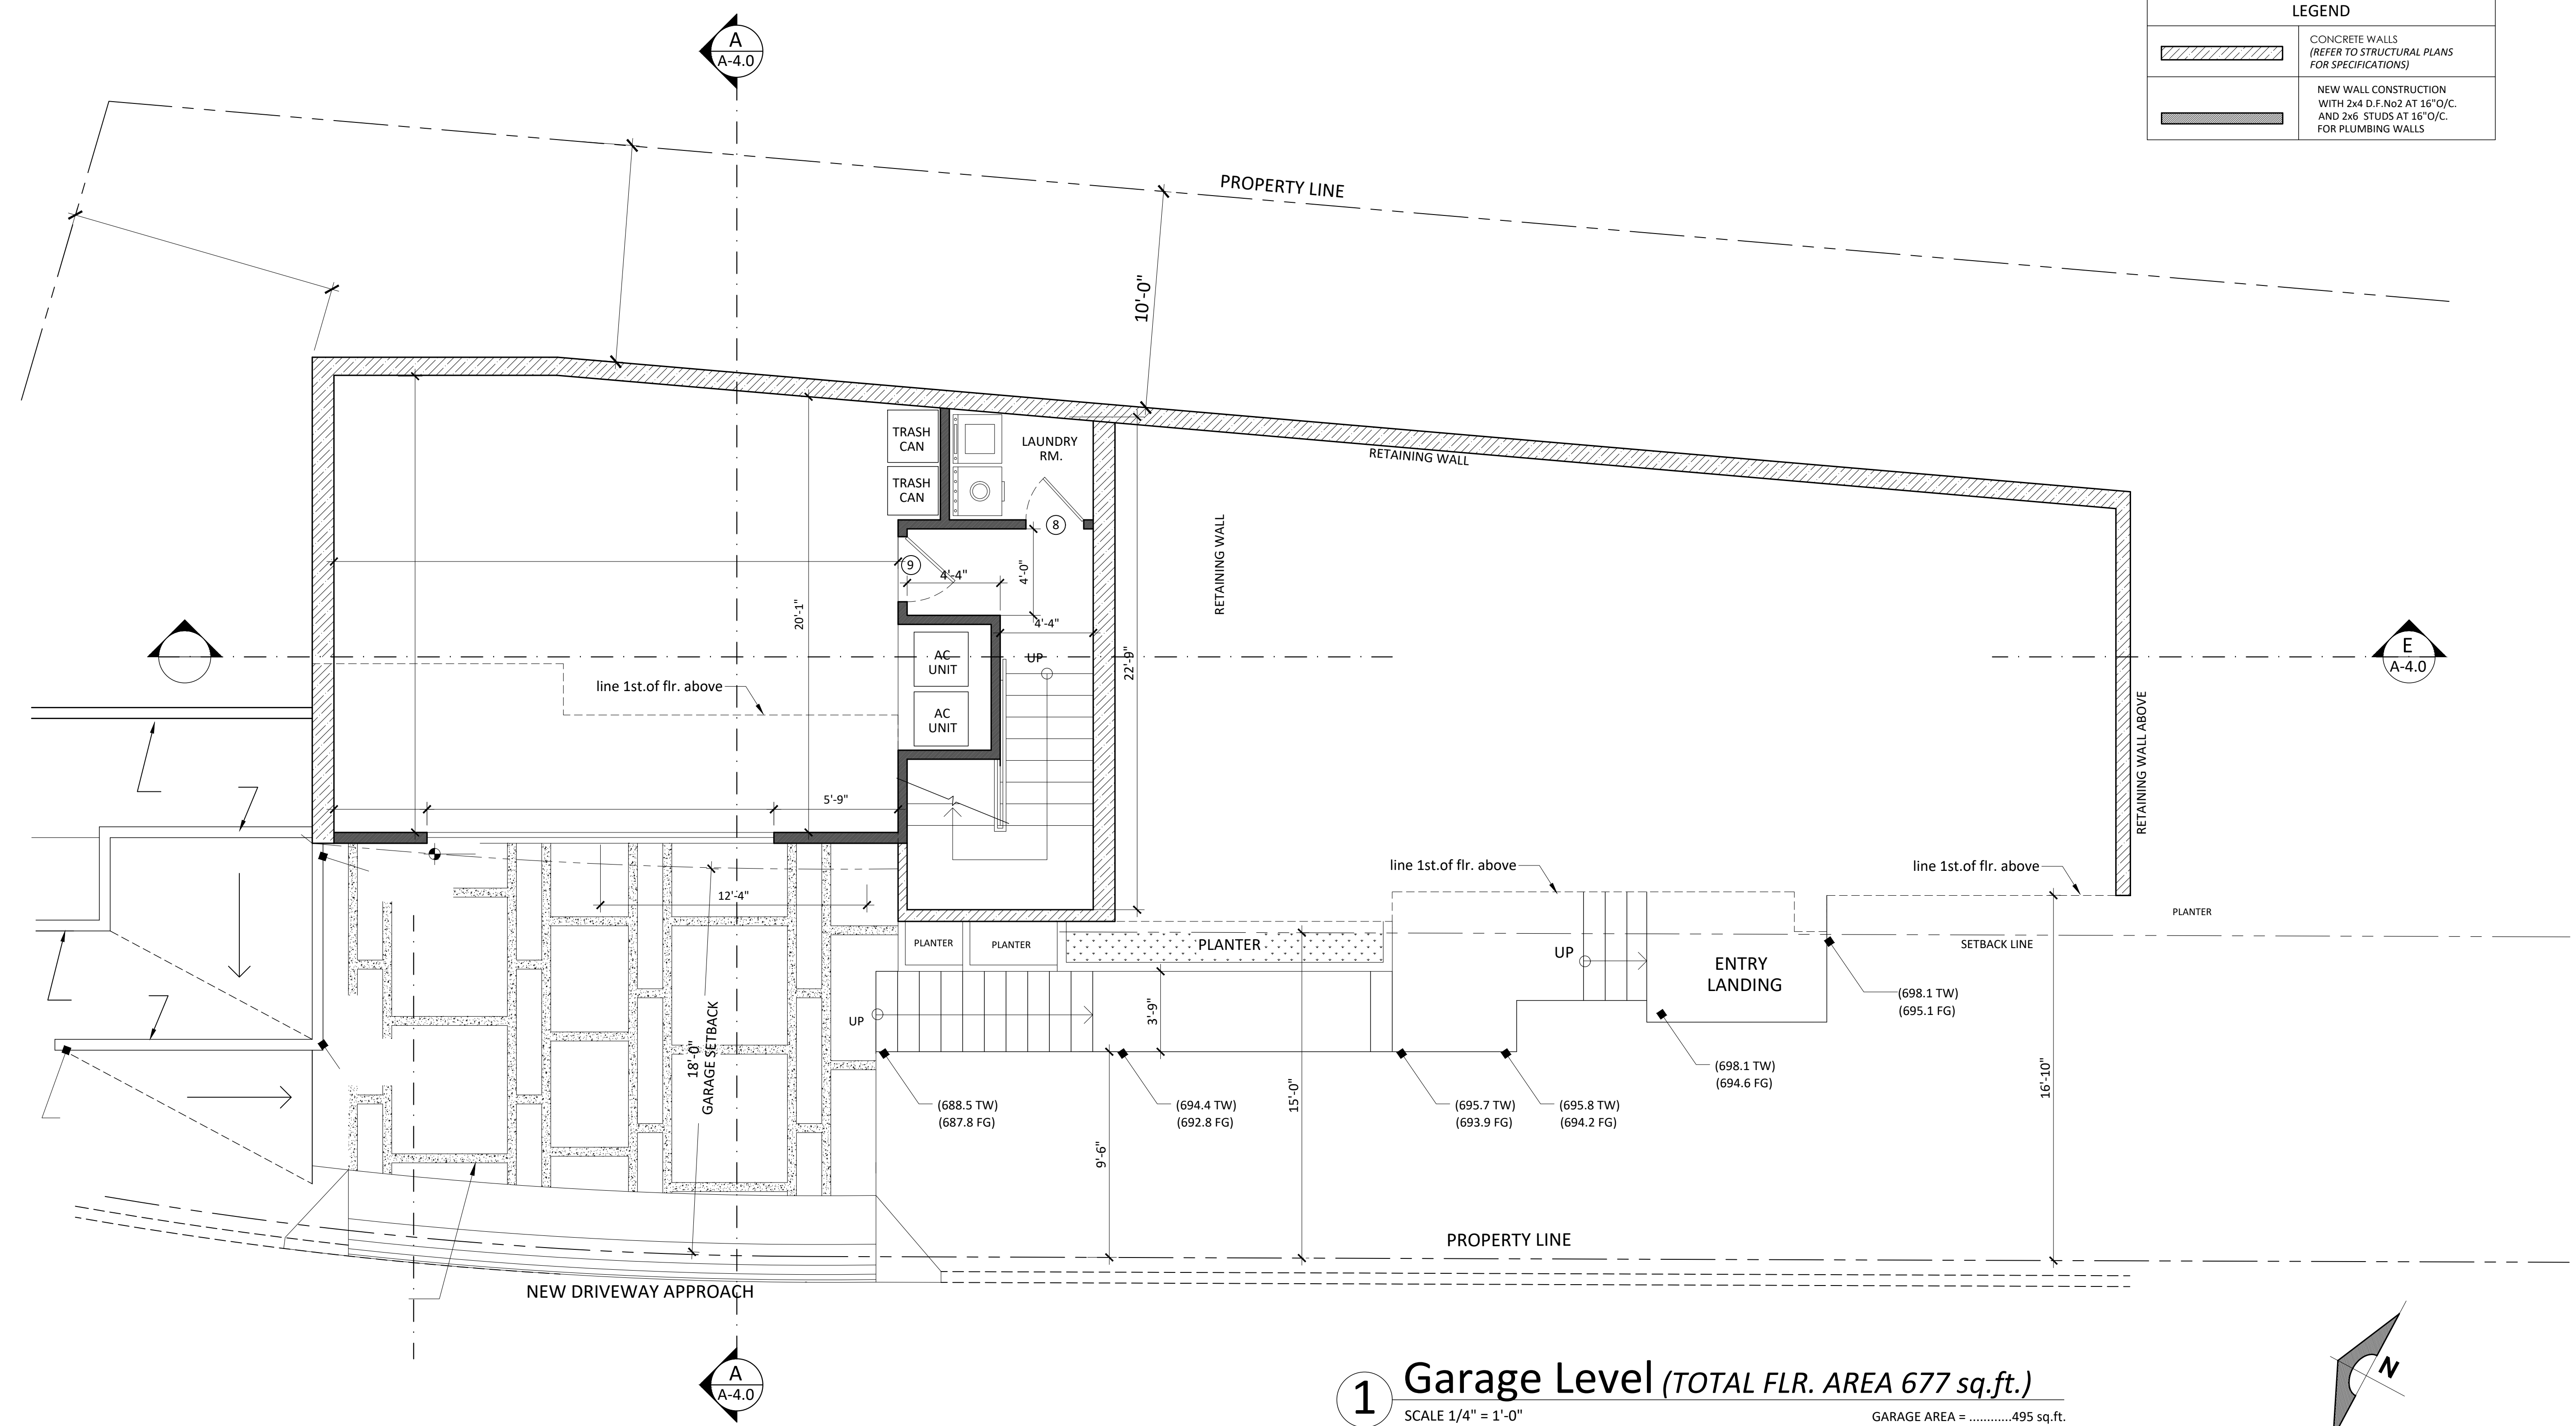 LEGEND
CONCRETE WALLS
(REFER TO STRUCTURAL PLANS
FOR SPECIFICATIONS)
NEW WALL CONSTRUCTION
WITH 2x4 D.F.No2 AT 16"O/C.
AND 2x6 STUDS AT 16"O/C.
FOR PLUMBING WALLS
A
A-4.0
PROPERTY LINE
10'-0"
TRASH
CAN
TRASH
CAN
LAUNDRY
RM.
RETAINING WALL
8
9
4'-4"
4'-0"
RETAINING WALL
20'-1"
4'-4"
22'-9"
AC
UNIT
UP
E
A-4.0
line 1st.of flr. above
AC
UNIT
RETAINING WALL ABOVE
5'-9"
line 1st.of flr. above
line 1st.of flr. above
12'-4"
PLANTER
PLANTER
PLANTER
PLANTER
SETBACK LINE
UP
ENTRY
LANDING
(698.1 TW)
(695.1 FG)
UP
3'-9"
18'-0"
GARAGE SETBACK
(698.1 TW)
(694.6 FG)
15'-0"
16'-10"
(688.5 TW)
(687.8 FG)
(694.4 TW)
(692.8 FG)
(695.7 TW)
(693.9 FG)
(695.8 TW)
(694.2 FG)
9'-6"
PROPERTY LINE
NEW DRIVEWAY APPROACH
A
A-4.0
1
Garage Level (TOTAL FLR. AREA 677 sq.ft.)
SCALE 1/4" = 1'-0"
GARAGE AREA = ............495 sq.ft.
N